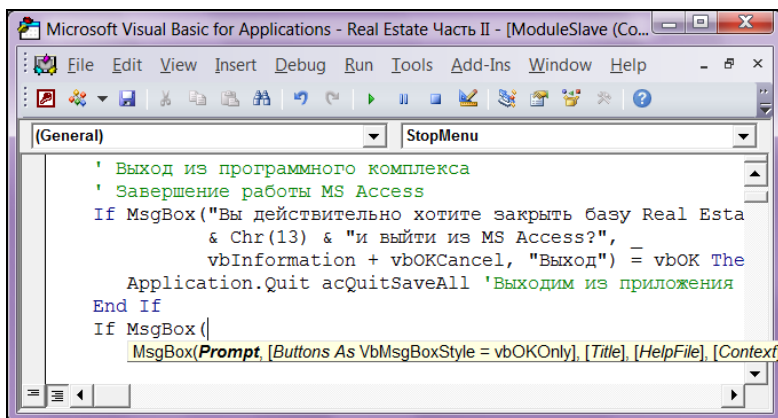 Microsoft Visual Basic for Applications - Real Estate Часть II - [ModuleSlave (Co...
File Edit View Insert Debug Run Tools Add-Ins Window Help
(General) StopMenu
' Выход из программного комплекса
' Завершение работы MS Access
If MsgBox("Вы действительно хотите закрыть базу Real Esta
& Chr(13) & "и выйти из MS Access?", _
vbInformation + vbOKCancel, "Выход") = vbOK The
Application.Quit acQuitSaveAll 'Выходим из приложения
End If
If MsgBox(
MsgBox(Prompt, [Buttons As VbMsgBoxStyle = vbOKOnly], [Title], [HelpFile], [Context